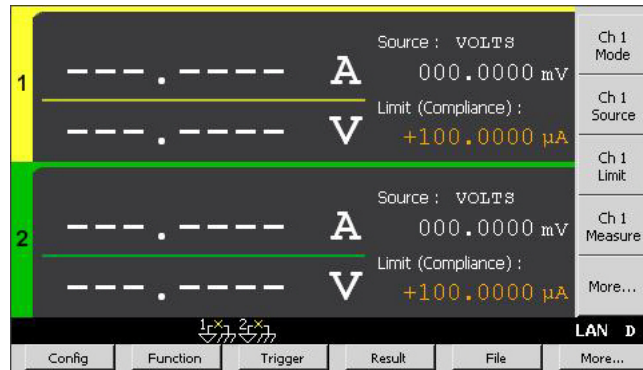 1
---.---- A
---.---- V
Source : VOLTS
000.0000 mV
Limit (Compliance) :
+100.0000 µA
2
---.---- A
---.---- V
Source : VOLTS
000.0000 mV
Limit (Compliance) :
+100.0000 µA
Ch 1
Mode
Ch 1
Source
Ch 1
Limit
Ch 1
Measure
More...
1 2
LAN D
Config Function Trigger Result File More...